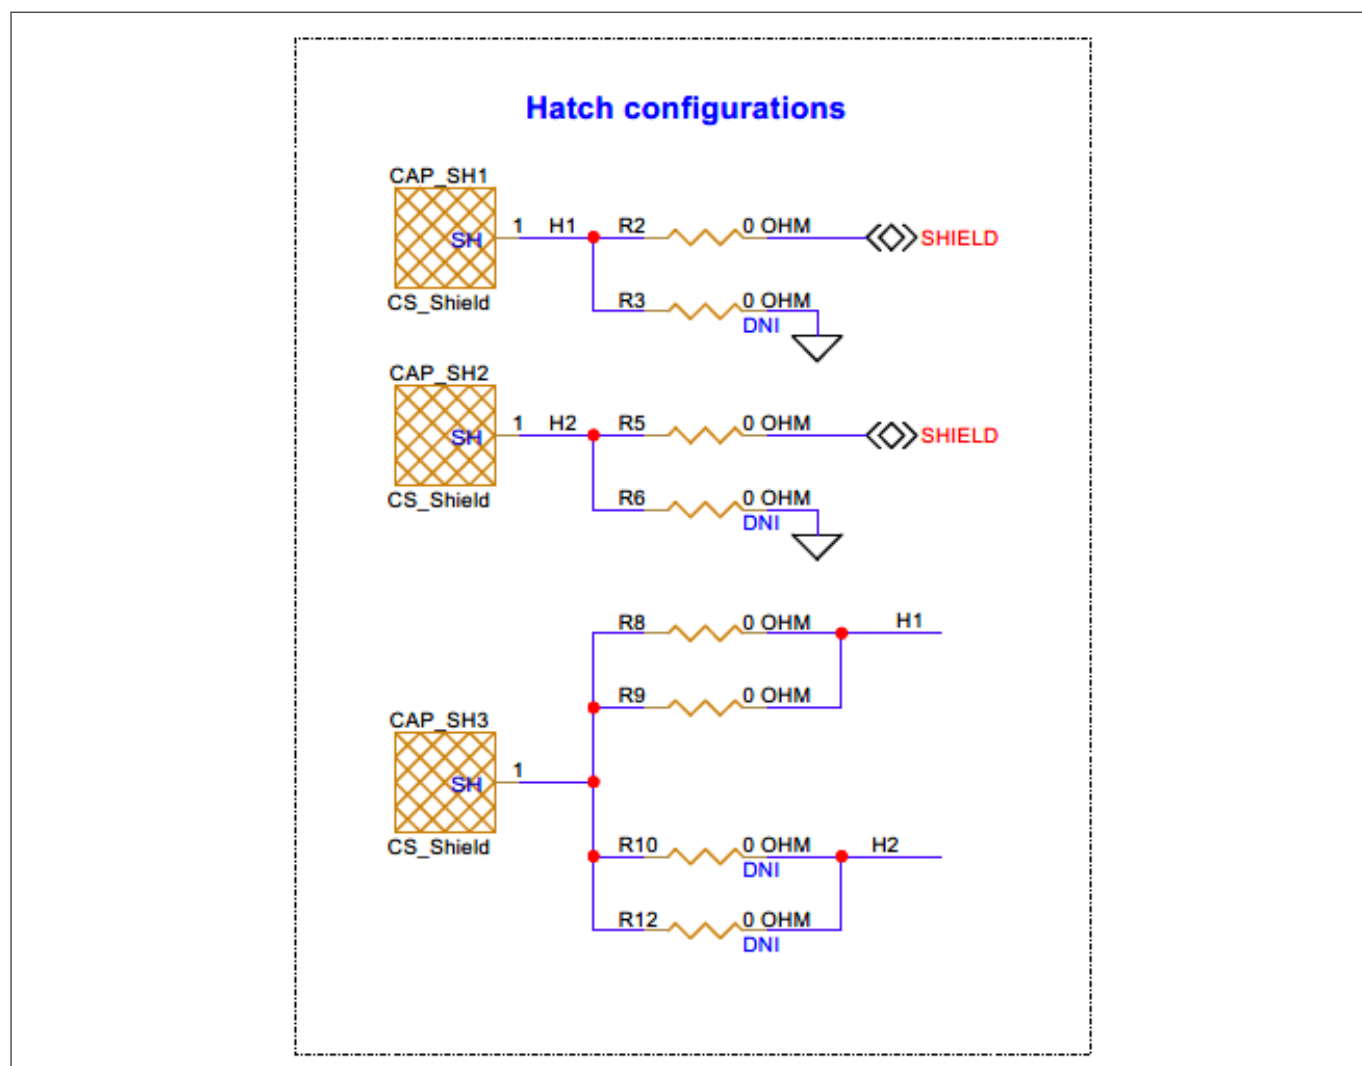 Hatch configurations
CAP_SH1
SH
1 H1 R2 0 OHM SHIELD
R3 0 OHM
DNI
CS_Shield
CAP_SH2
SH
1 H2 R5 0 OHM SHIELD
R6 0 OHM
DNI
CS_Shield
R8 0 OHM H1
R9 0 OHM
CAP_SH3
SH
1
CS_Shield
R10 0 OHM H2
DNI
R12 0 OHM
DNI